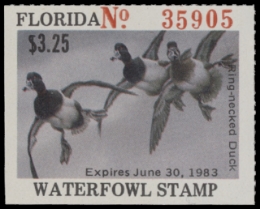 FLORIDA No 35905
$3.25
Ring-necked Duck
Expires June 30, 1983
WATERFOWL STAMP